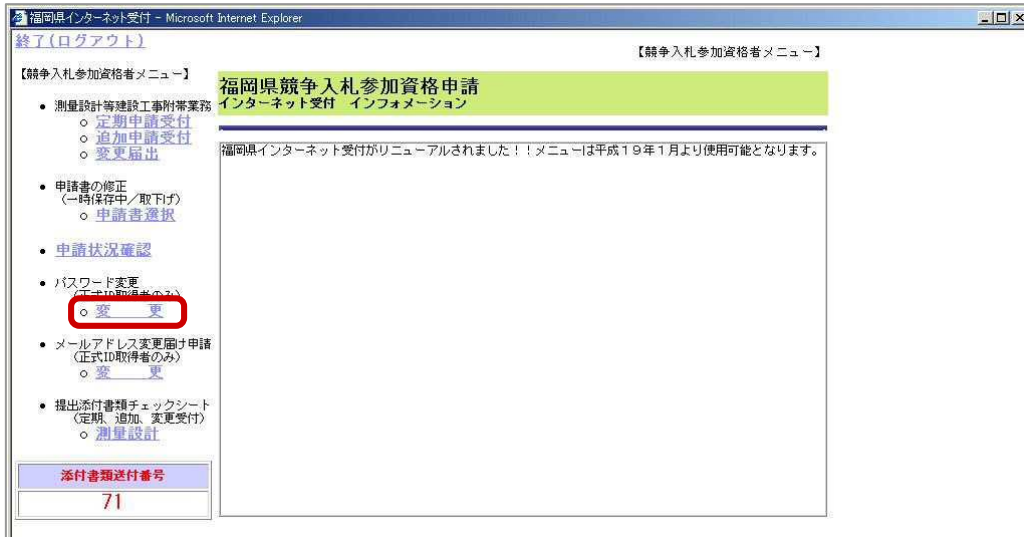 福岡県インターネット受付 - Microsoft Internet Explorer
終了(ログアウト)
【競争入札参加資格者メニュー】
【競争入札参加資格者メニュー】
測量設計等建設工事附帯業務
定期申請受付
追加申請受付
変更届出
申請書の修正
(一時保存中/取下げ)
申請書選択
申請状況確認
パスワード変更
(正式ID取得者のみ)
変 更
メールアドレス変更届け申請
(正式ID取得者のみ)
変 更
提出添付書類チェックシート
(定期、追加、変更受付)
測量設計
添付書類送付番号
71
福岡県競争入札参加資格申請
インターネット受付 インフォメーション
福岡県インターネット受付がリニューアルされました!!メニューは平成19年1月より使用可能となります。